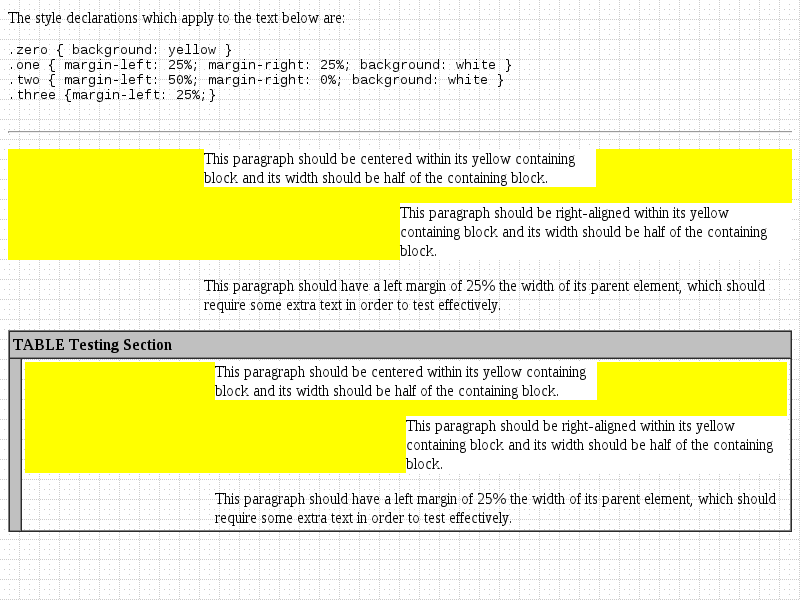 The style declarations which apply to the text below are:
.zero { background: yellow }
.one { margin-left: 25%; margin-right: 25%; background: white }
.two { margin-left: 50%; margin-right: 0%; background: white }
.three {margin-left: 25%;}
This paragraph should be centered within its yellow containing
block and its width should be half of the containing block.
This paragraph should be right-aligned within its yellow
containing block and its width should be half of the containing
block.
This paragraph should have a left margin of 25% the width of its parent element, which should
require some extra text in order to test effectively.
TABLE Testing Section
This paragraph should be centered within its yellow containing
block and its width should be half of the containing block.
This paragraph should be right-aligned within its yellow
containing block and its width should be half of the containing
block.
This paragraph should have a left margin of 25% the width of its parent element, which should
require some extra text in order to test effectively.